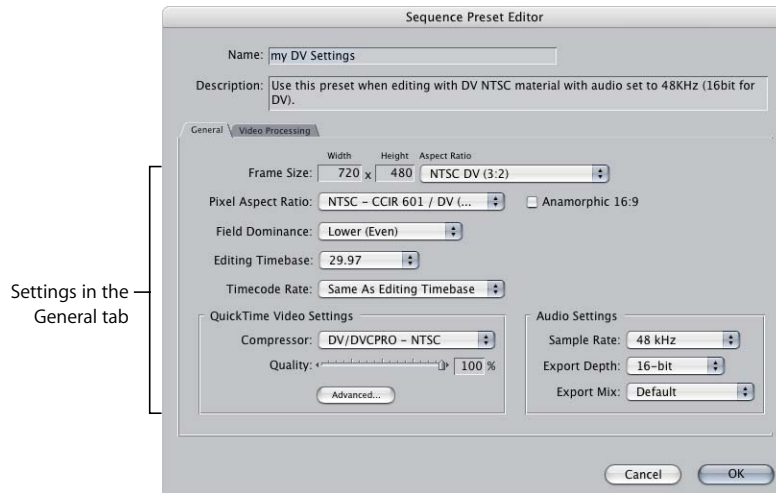 Sequence Preset Editor
Name: my DV Settings
Description: Use this preset when editing with DV NTSC material with audio set to 48KHz (16bit for
DV).
General Video Processing
Width Height Aspect Ratio
Frame Size: 720 x 480 NTSC DV (3:2)
Pixel Aspect Ratio: NTSC – CCIR 601 / DV (... Anamorphic 16:9
Field Dominance: Lower (Even)
Editing Timebase: 29.97
Timecode Rate: Same As Editing Timebase
Settings in the
General tab
QuickTime Video Settings
Compressor: DV/DVCPRO – NTSC
Quality: 100 %
Advanced...
Audio Settings
Sample Rate: 48 kHz
Export Depth: 16-bit
Export Mix: Default
Cancel OK